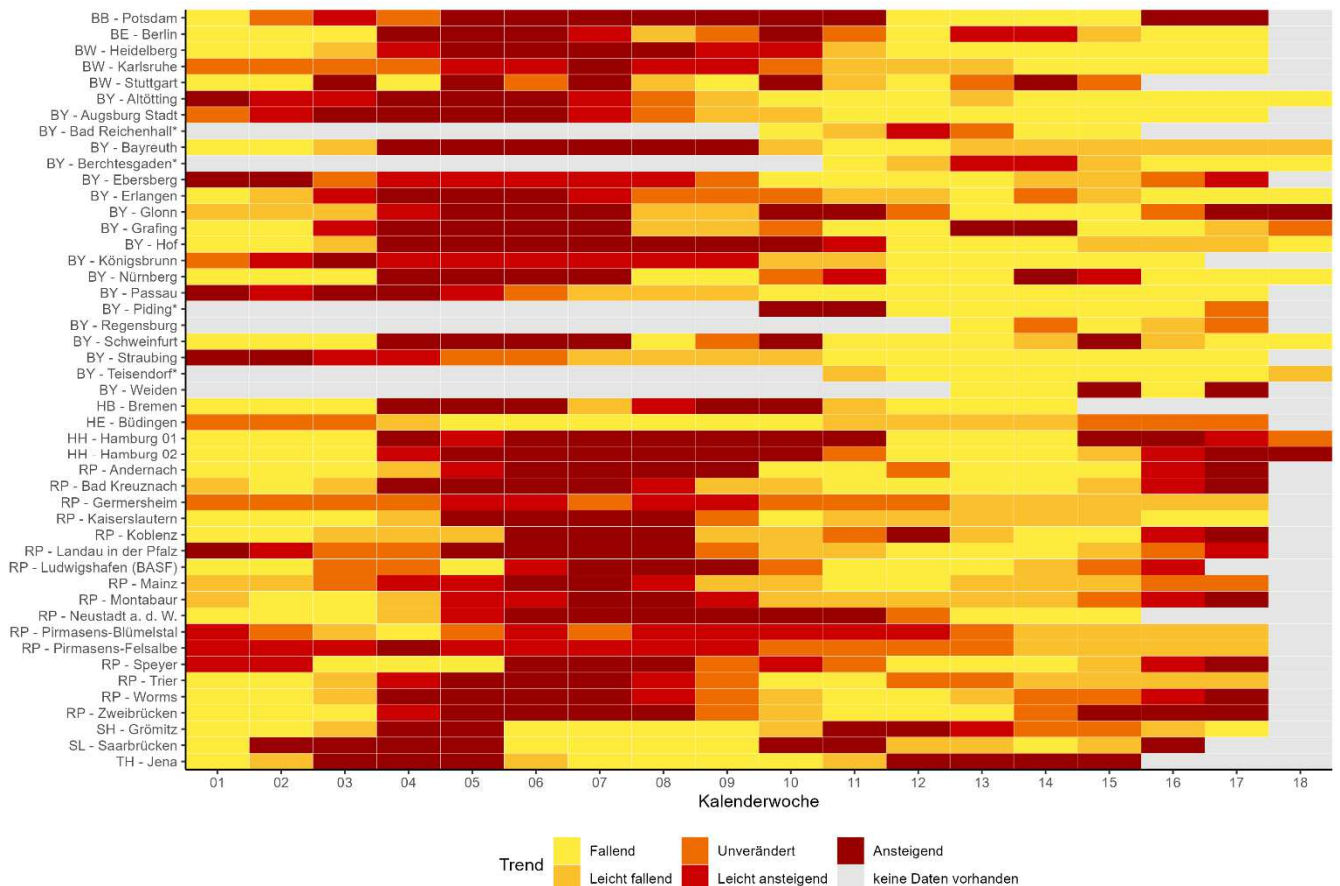 BB - Potsdam
BE - Berlin
BW - Heidelberg
BW - Karlsruhe
BW - Stuttgart
BY - Altötting
BY - Augsburg Stadt
BY - Bad Reichenhall*
BY - Bayreuth
BY - Berchtesgaden*
BY - Ebersberg
BY - Erlangen
BY - Glonn
BY - Grafing
BY - Hof
BY - Königsbrunn
BY - Nürnberg
BY - Passau
BY - Piding*
BY - Regensburg
BY - Schweinfurt
BY - Straubing
BY - Teisendorf*
BY - Weiden
HB - Bremen
HE - Büdingen
HH - Hamburg 01
HH - Hamburg 02
RP - Andernach
RP - Bad Kreuznach
RP - Germersheim
RP - Kaiserslautern
RP - Koblenz
RP - Landau in der Pfalz
RP - Ludwigshafen (BASF)
RP - Mainz
RP - Montabaur
RP - Neustadt a. d. W.
RP - Pirmasens-Blümelstal
RP - Pirmasens-Felsalbe
RP - Speyer
RP - Trier
RP - Worms
RP - Zweibrücken
SH - Grömitz
SL - Saarbrücken
TH - Jena
01 02 03 04 05 06 07 08 09 10 11 12 13 14 15 16 17 18
Kalenderwoche
Trend
Fallend Unverändert Ansteigend
Leicht fallend Leicht ansteigend keine Daten vorhanden